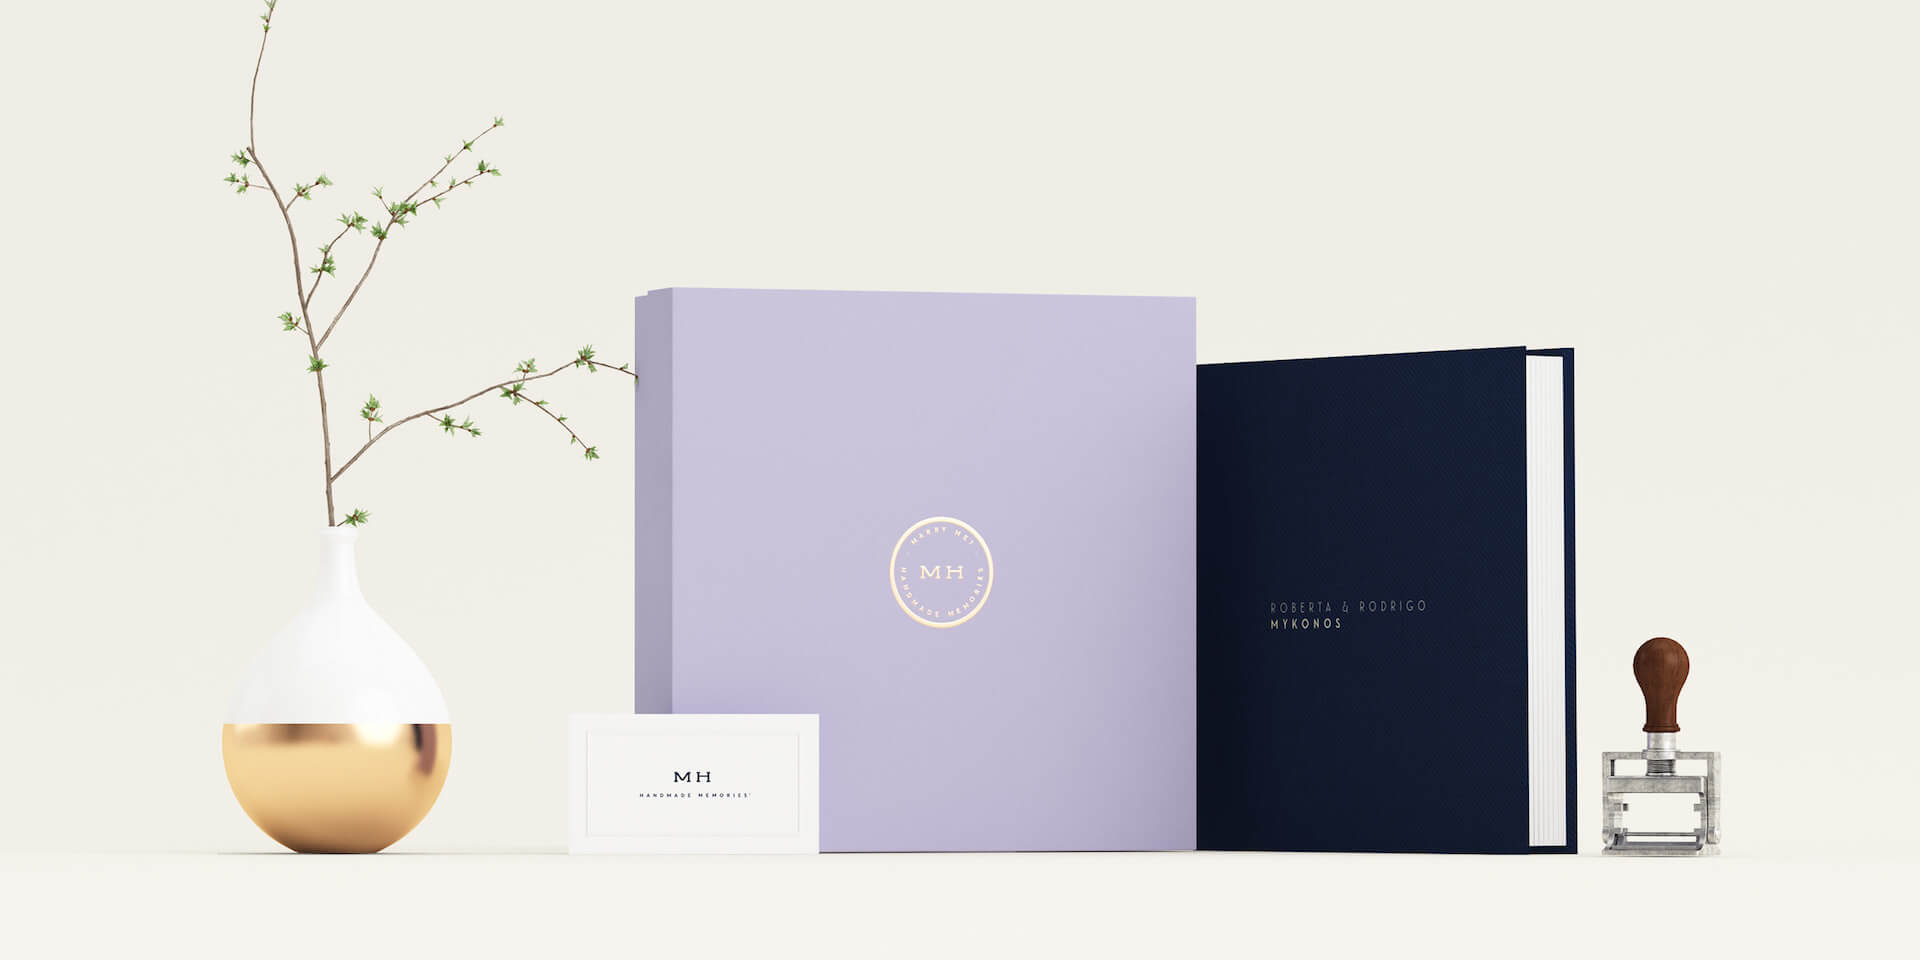 MARRY ME?
MH
HANDMADE MEMORIES
ROBERTA & RODRIGO
MYKONOS
MH
HANDMADE MEMORIES'